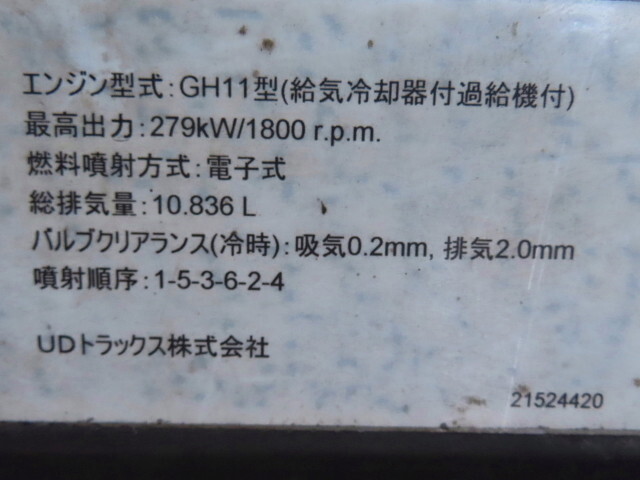 エンジン型式：GH11型(給気冷却器付過給機付)
最高出力：279kW/1800 r.p.m.
燃料噴射方式：電子式
総排気量：10.836 L
バルブクリアランス(冷時)：吸気0.2mm, 排気2.0mm
噴射順序：1-5-3-6-2-4
UDトラックス株式会社
21524420